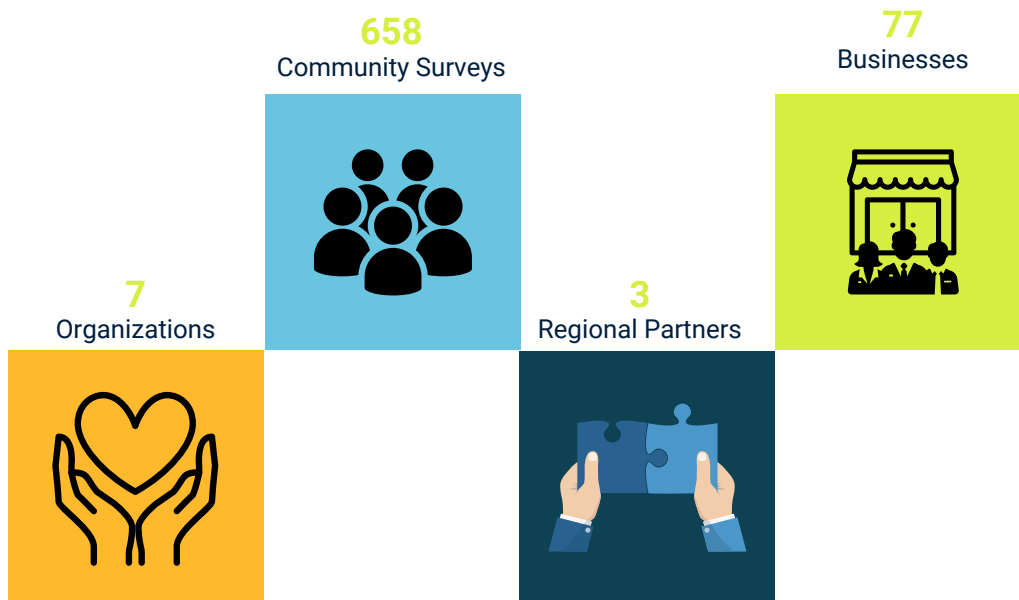 658
Community Surveys
77
Businesses
7
Organizations
3
Regional Partners